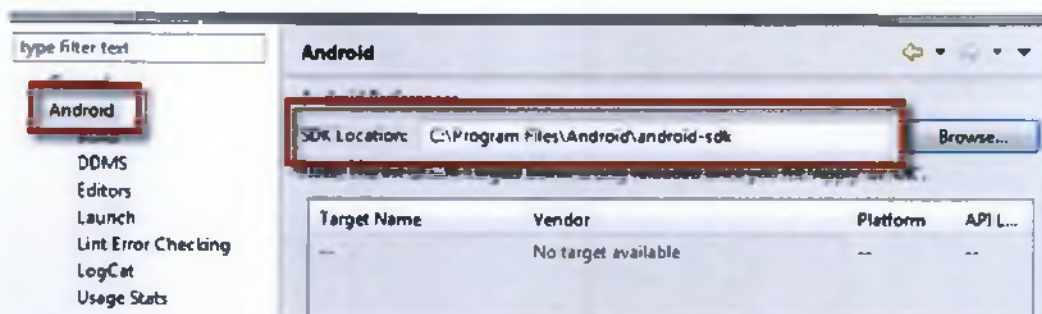 type filter text
Android
DDMS
Editors
Launch
Lint Error Checking
LogCat
Usage Stats
Android
SDK Location: C:\Program Files\Android\android-sdk
Browse...
Target Name Vendor Platform API L...
--- No target available -- --